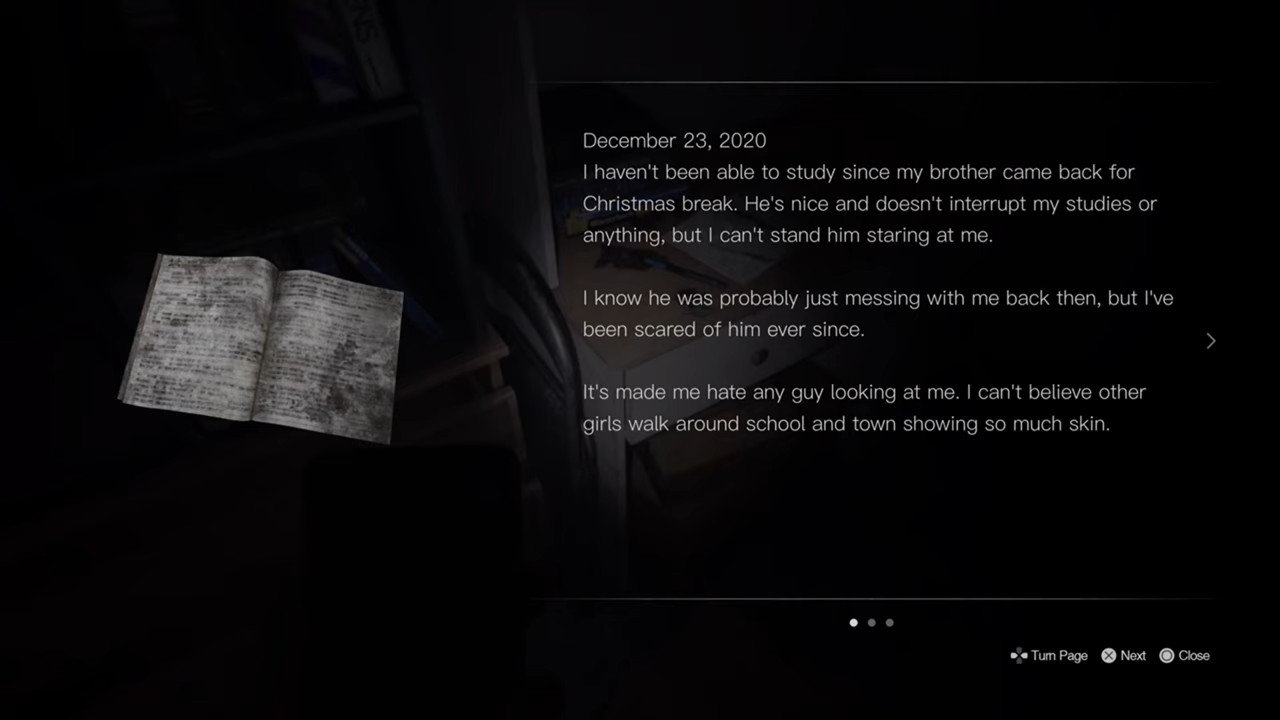 December 23, 2020
I haven't been able to study since my brother came back for
Christmas break. He's nice and doesn't interrupt my studies or
anything, but I can't stand him staring at me.
I know he was probably just messing with me back then, but I've
been scared of him ever since.
It's made me hate any guy looking at me. I can't believe other
girls walk around school and town showing so much skin.
Turn Page Next Close